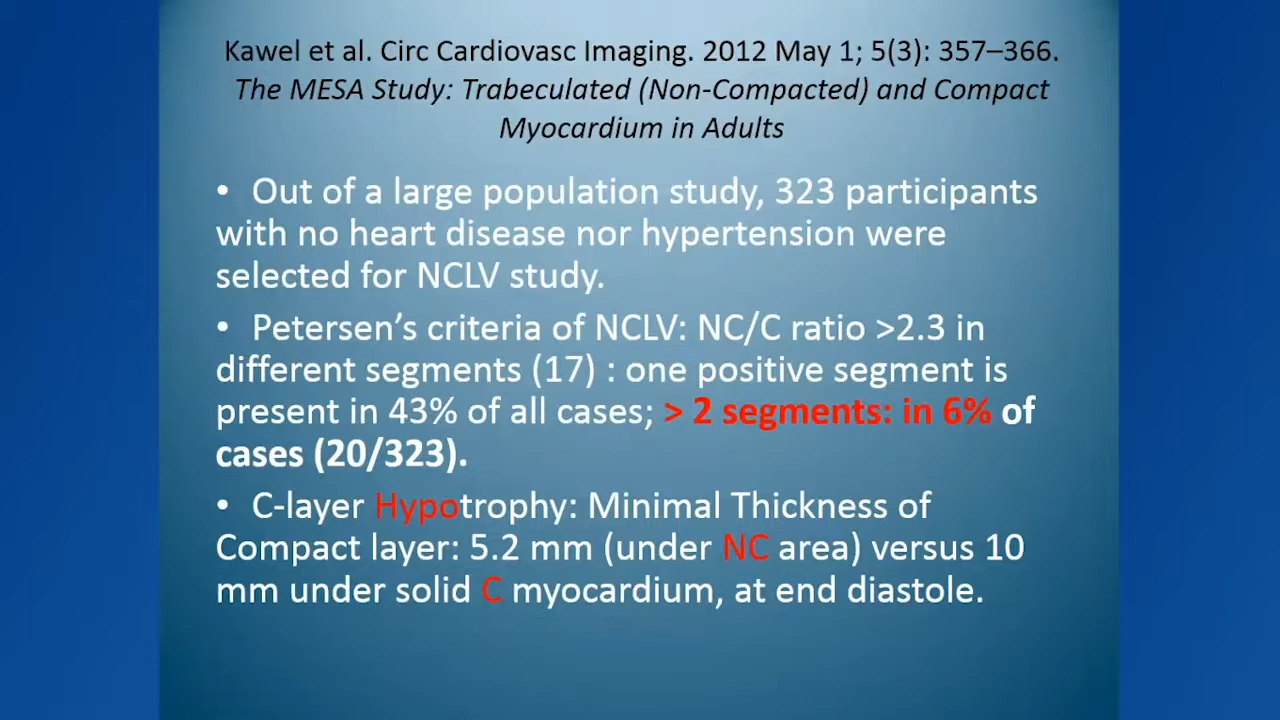 Kawel et al. Circ Cardiovasc Imaging. 2012 May 1; 5(3): 357–366.
The MESA Study: Trabeculated (Non-Compacted) and Compact
Myocardium in Adults
• Out of a large population study, 323 participants
with no heart disease nor hypertension were
selected for NCLV study.
• Petersen’s criteria of NCLV: NC/C ratio >2.3 in
different segments (17) : one positive segment is
present in 43% of all cases; > 2 segments: in 6% of
cases (20/323).
• C-layer Hypotrophy: Minimal Thickness of
Compact layer: 5.2 mm (under NC area) versus 10
mm under solid C myocardium, at end diastole.